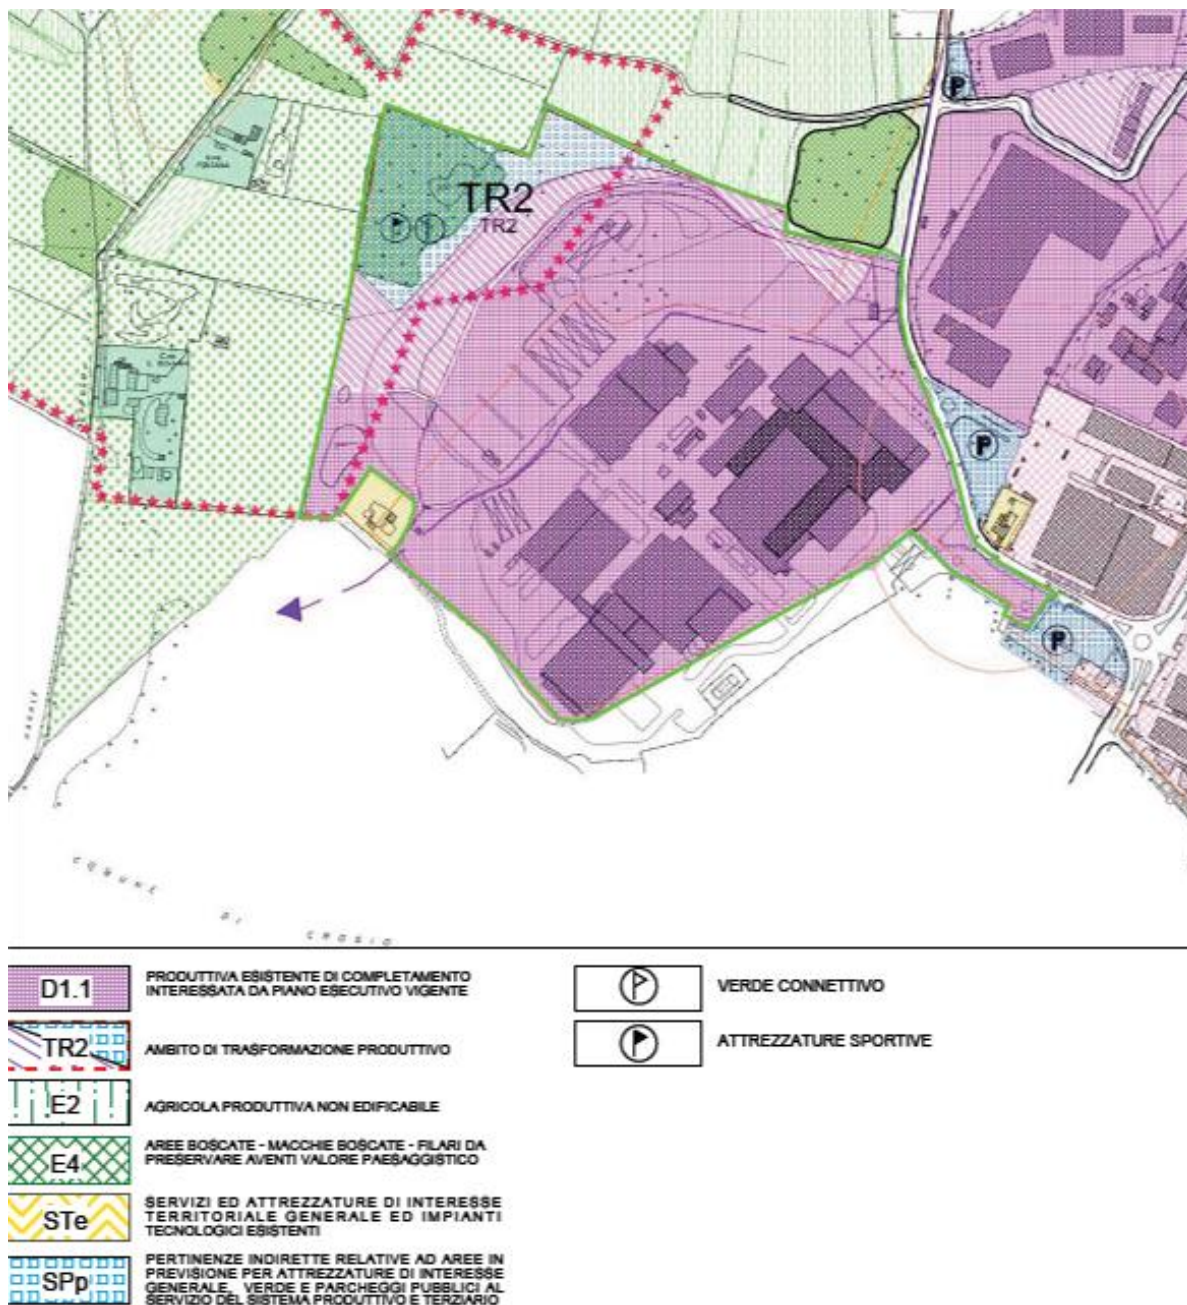 TR2
TR2
P
P
P
COMUNE DI
D1.1
PRODUTTIVA ESISTENTE DI COMPLETAMENTO
INTERESSATA DA PIANO ESECUTIVO VIGENTE
TR2
AMBITO DI TRASFORMAZIONE PRODUTTIVO
E2
AGRICOLA PRODUTTIVA NON EDIFICABILE
E4
AREE BOSCATE - MACCHIE BOSCATE - FILARI DA
PRESERVARE AVENTI VALORE PAESAGGISTICO
STe
SERVIZI ED ATTREZZATURE DI INTERESSE
TERRITORIALE GENERALE ED IMPIANTI
TECNOLOGICI ESISTENTI
SPp
PERTINENZE INDIRETTE RELATIVE AD AREE IN
PREVISIONE PER ATTREZZATURE DI INTERESSE
GENERALE, VERDE E PARCHEGGI PUBBLICI AL
SERVIZIO DEL SISTEMA PRODUTTIVO E TERZIARIO
VERDE CONNETTIVO
ATTREZZATURE SPORTIVE